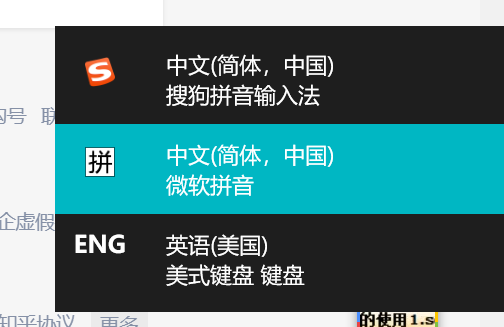 中文(简体，中国)
搜狗拼音输入法
拼
中文(简体，中国)
微软拼音
ENG
英语(美国)
美式键盘 键盘
号 联
企虚假
知乎协议 更多
的使用1.s